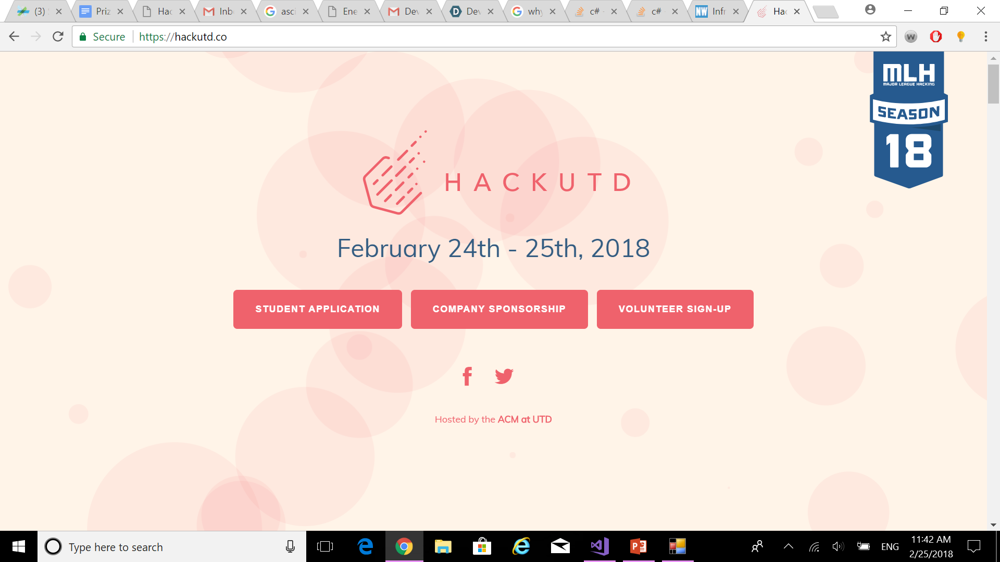 (3)
Priz
Hac
Inb
asci
Ene
Dev
Dev
why
c#
c#
Infr
Hac
Secure
https://hackutd.co
MLH
MAJOR LEAGUE HACKING
SEASON
18
HACKUTD
February 24th - 25th, 2018
STUDENT APPLICATION
COMPANY SPONSORSHIP
VOLUNTEER SIGN-UP
Hosted by the ACM at UTD
Type here to search
ENG
11:42 AM
2/25/2018